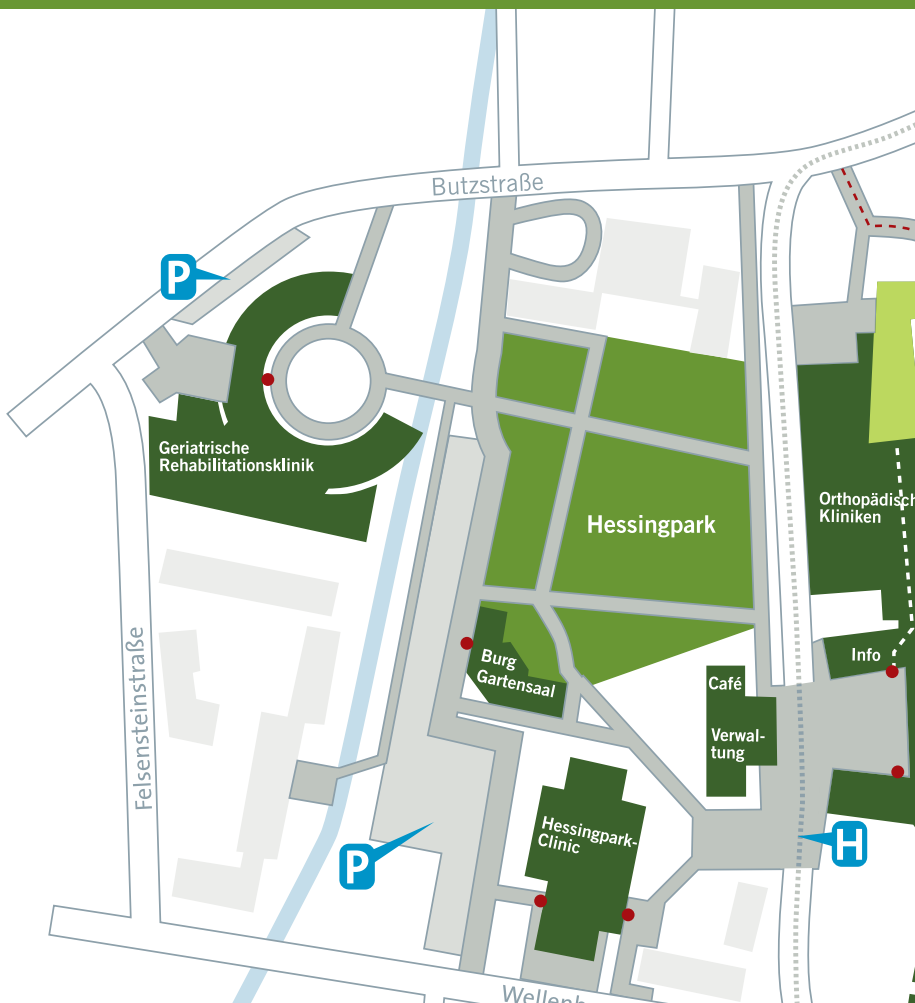 Butzstraße
P
Geriatrische
Rehabilitationsklinik
Hessingpark
Orthopädisch
Kliniken
Felsensteinstraße
Burg
Gartensaal
Info
Café
Verwal-
tung
Hessingpark-
Clinic
H
P